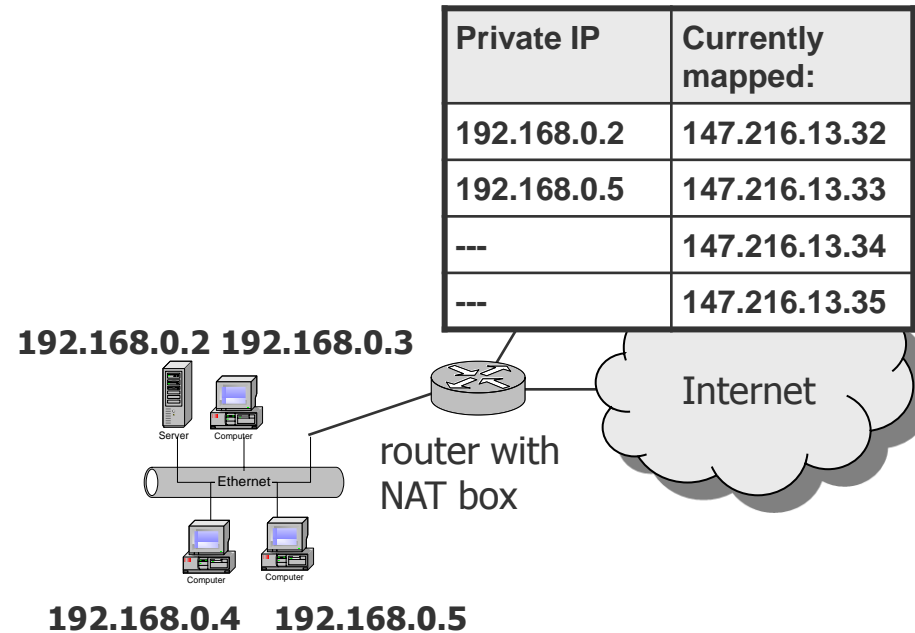 Private IP Currently mapped:
192.168.0.2 147.216.13.32
192.168.0.5 147.216.13.33
--- 147.216.13.34
--- 147.216.13.35
192.168.0.2 192.168.0.3
Server Computer
Internet
router with
NAT box
Ethernet
Computer Computer
192.168.0.4 192.168.0.5